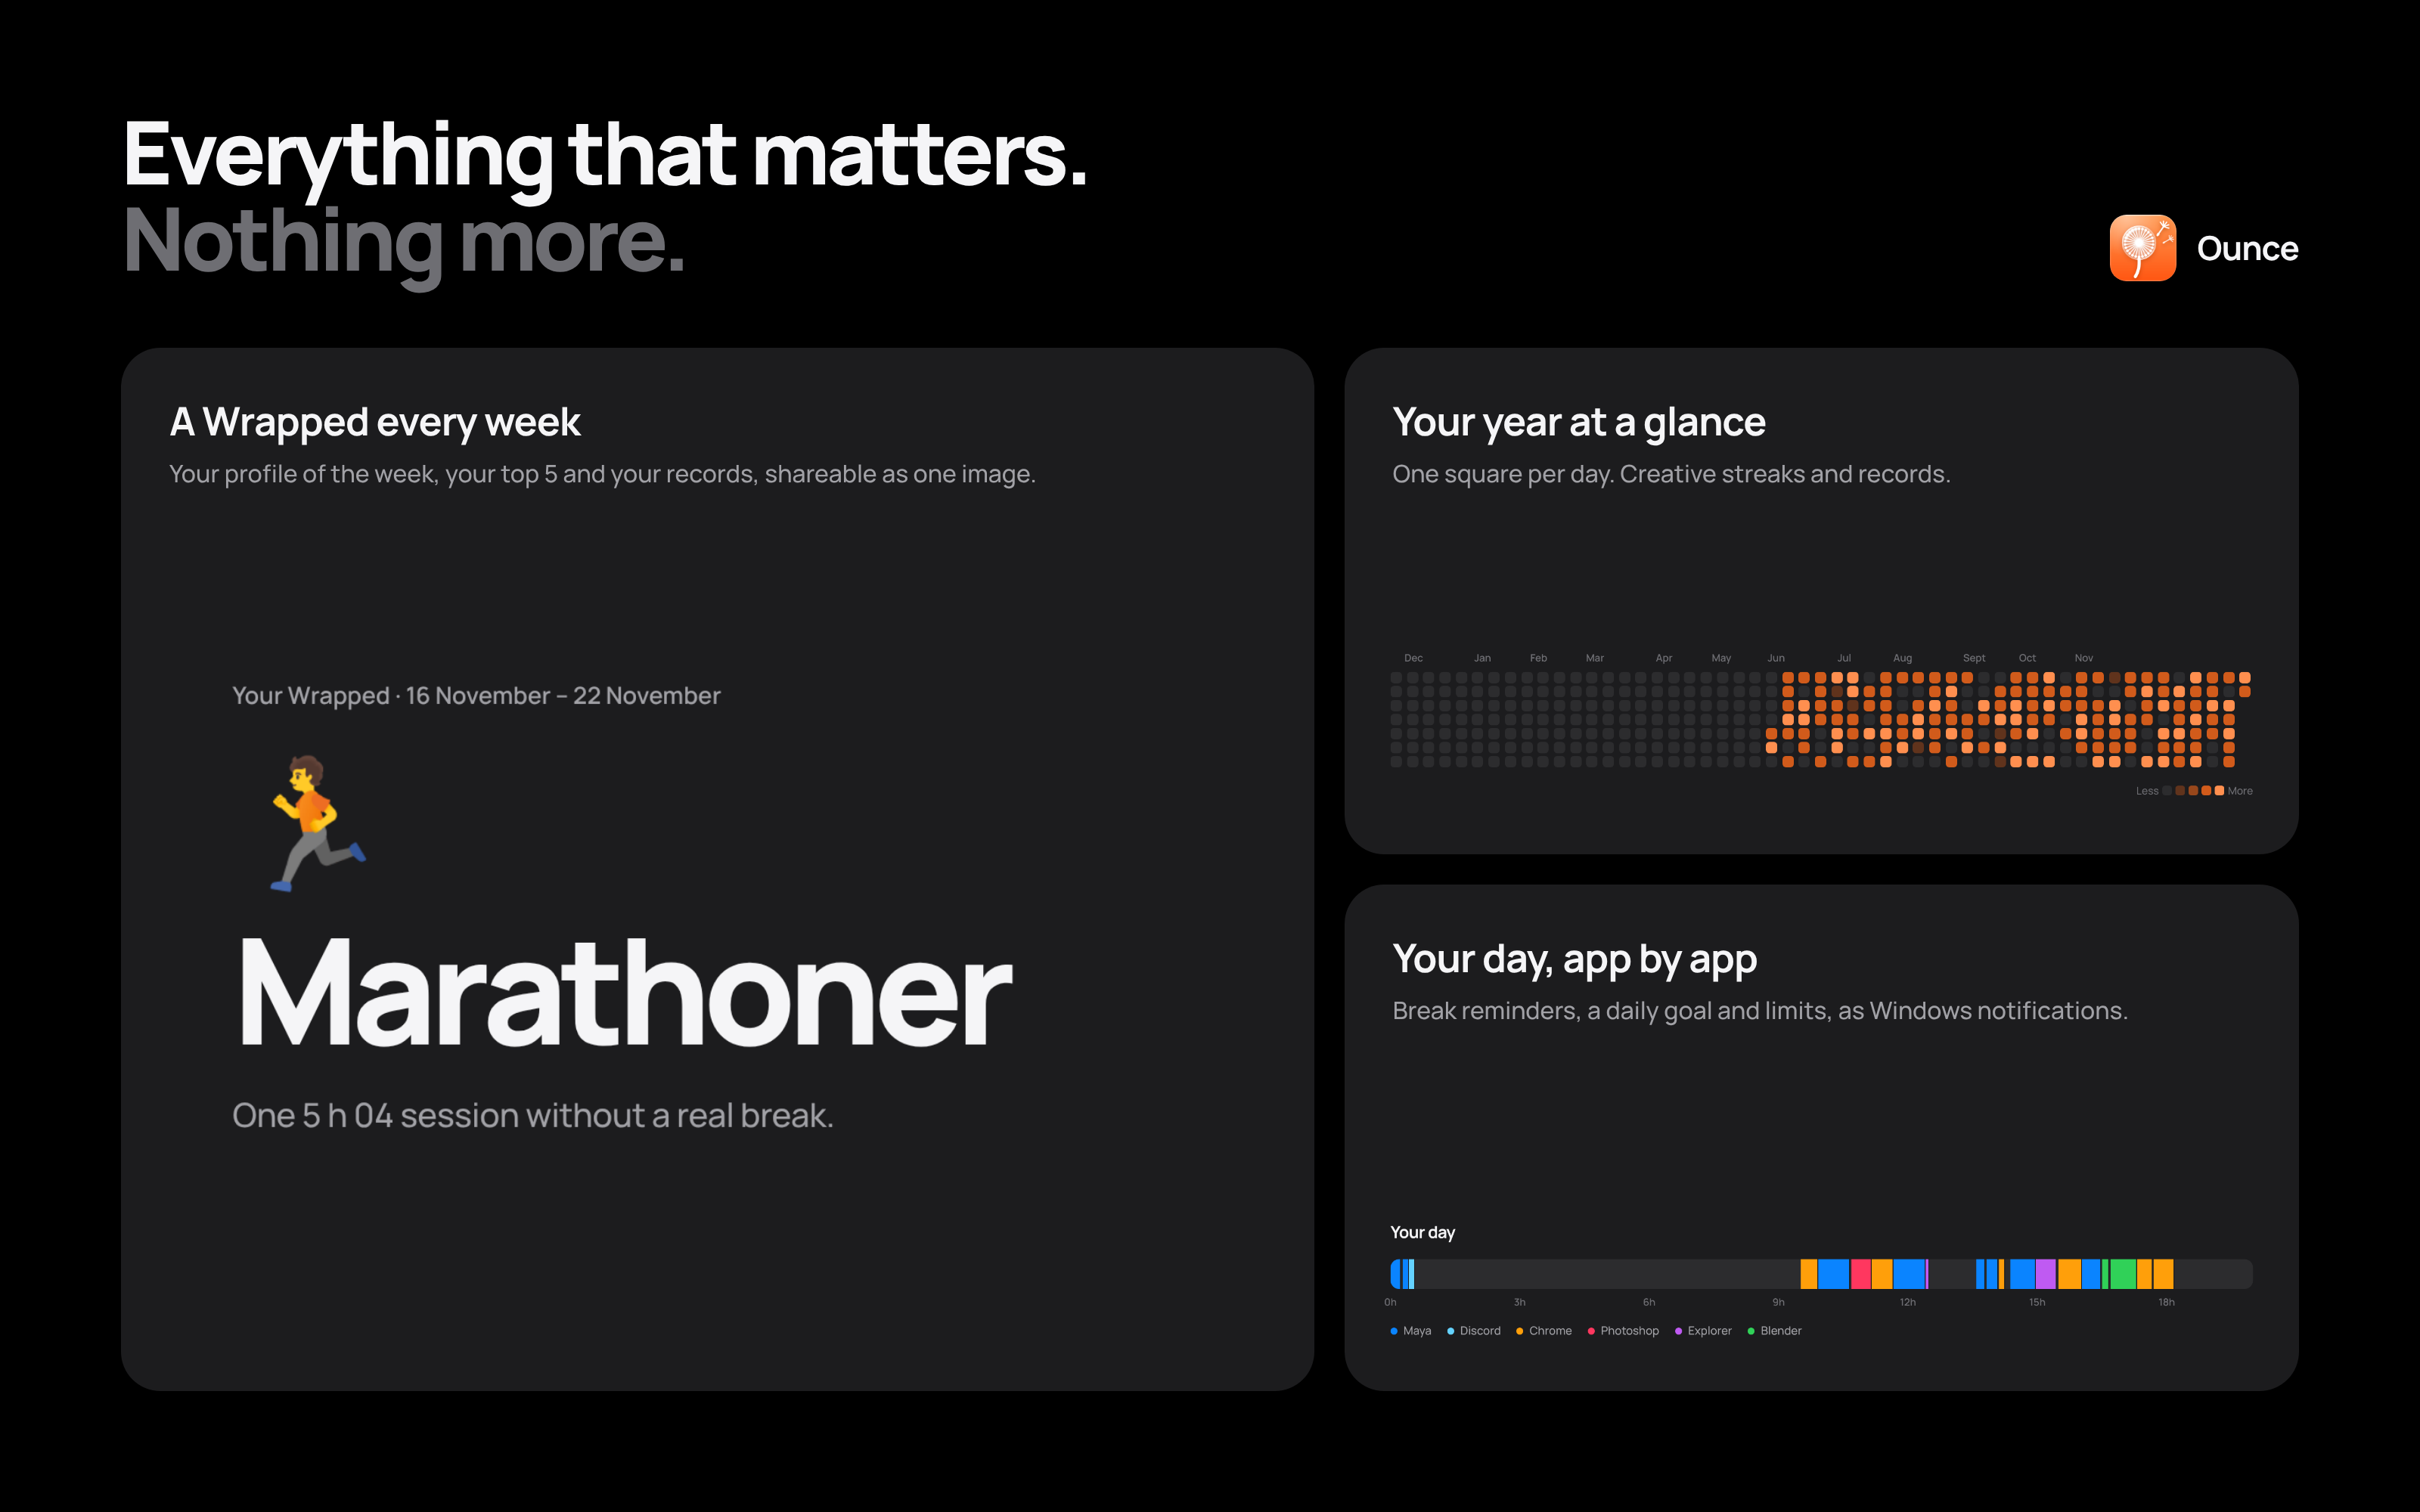 Everything that matters.
Nothing more.
Ounce
A Wrapped every week
Your profile of the week, your top 5 and your records, shareable as one image.
Your Wrapped · 16 November – 22 November
Marathoner
One 5 h 04 session without a real break.
Your year at a glance
One square per day. Creative streaks and records.
Dec Jan Feb Mar Apr May Jun Jul Aug Sept Oct Nov
Less More
Your day, app by app
Break reminders, a daily goal and limits, as Windows notifications.
Your day
0h 3h 6h 9h 12h 15h 18h
Maya Discord Chrome Photoshop Explorer Blender